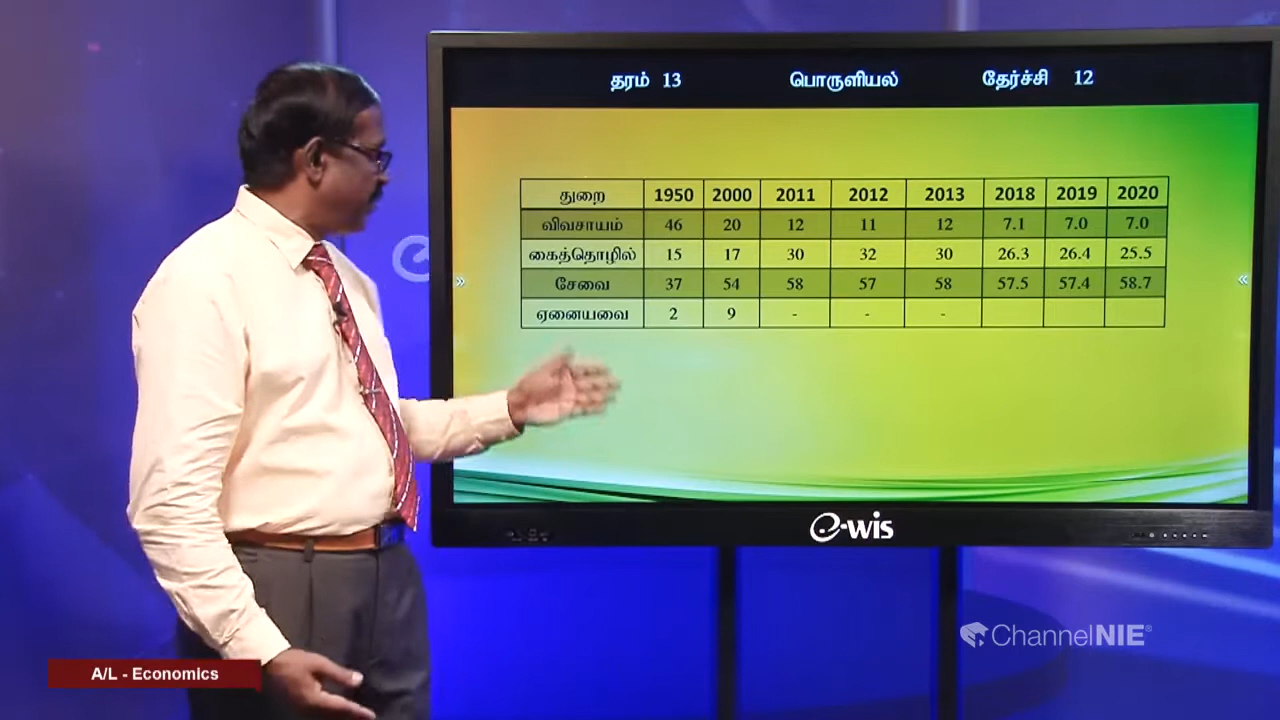 தரம் 13 பொருளியல் தேர்ச்சி 12
துறை 1950 2000 2011 2012 2013 2018 2019 2020
விவசாயம் 46 20 12 11 12 7.1 7.0 7.0
கைத்தொழில் 15 17 30 32 30 26.3 26.4 25.5
சேவை 37 54 58 57 58 57.5 57.4 58.7
ஏனையவை 2 9 - - -
e-wis
ChannelNIE®
A/L - Economics